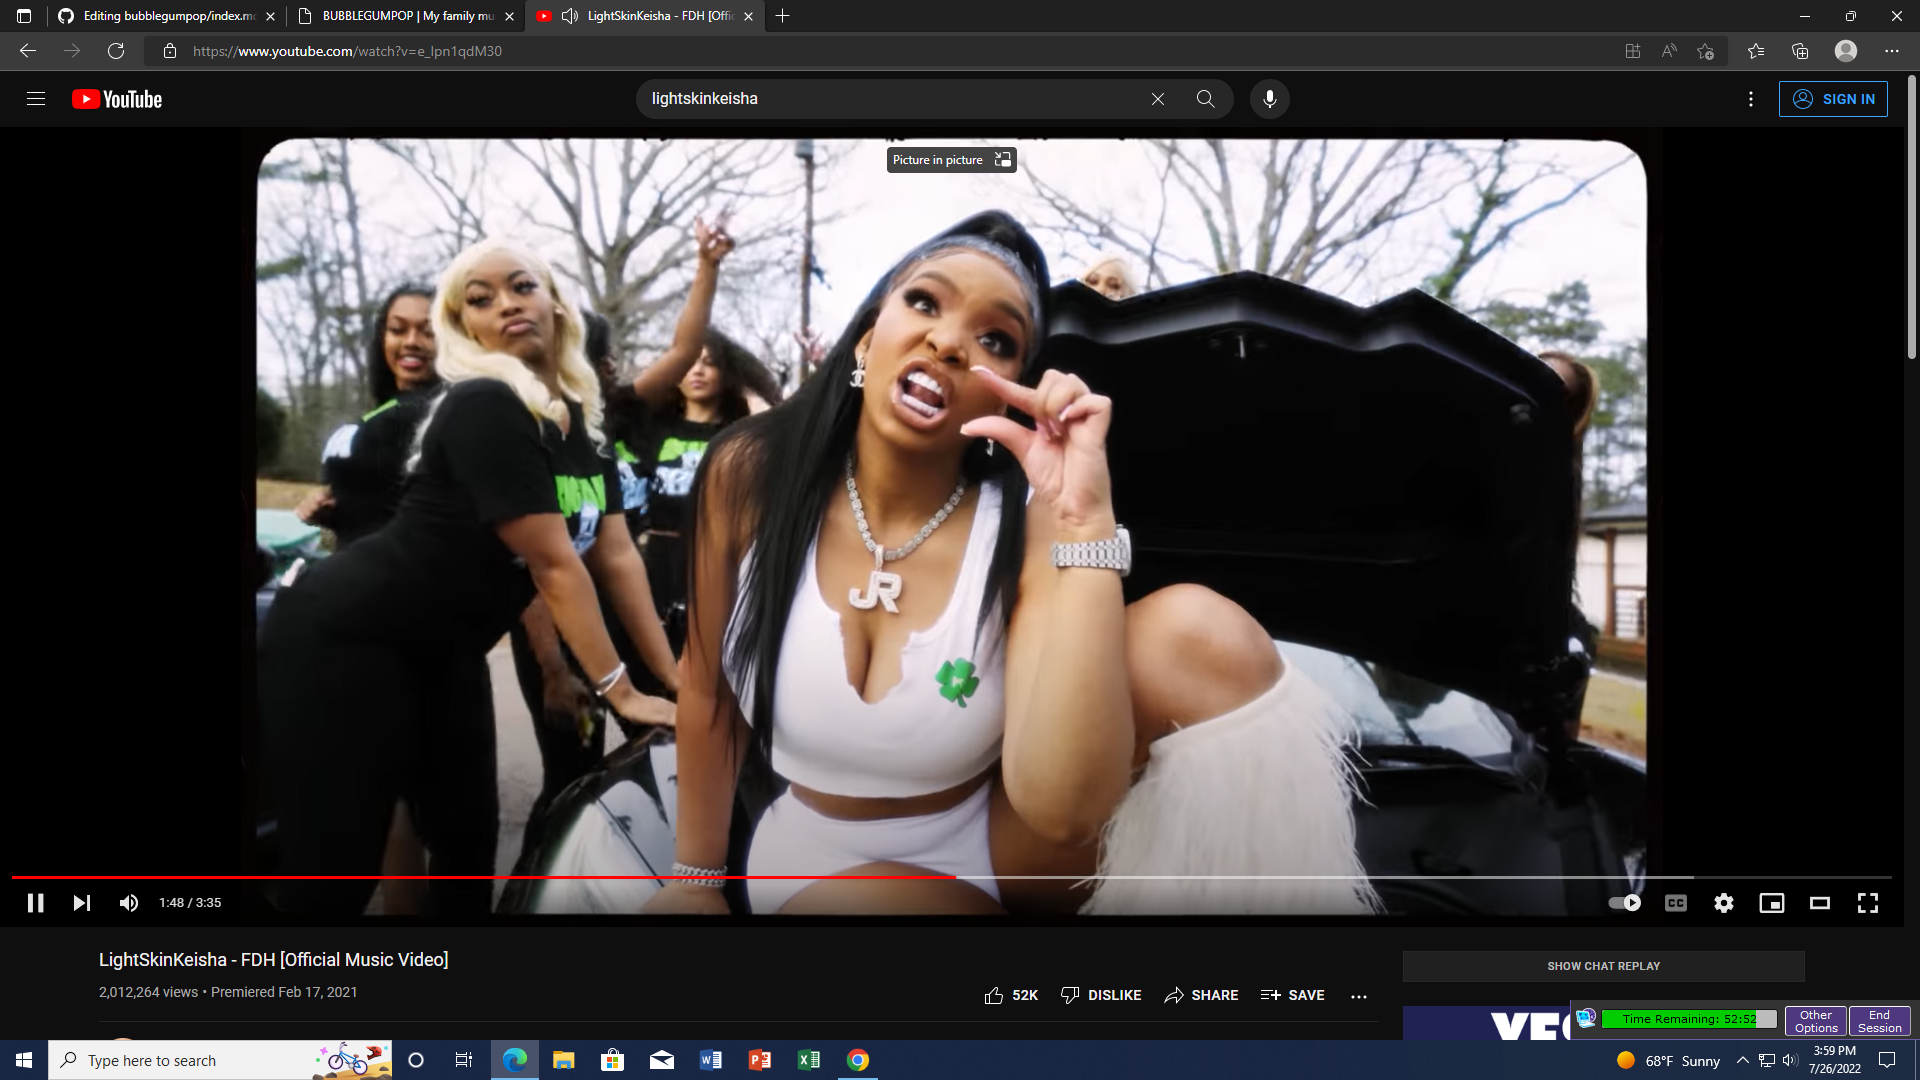 Editing bubblegumpop/index.mc
BUBBLEGUMPOP | My family mu
LightSkinKeisha - FDH [Offic
https://www.youtube.com/watch?v=e_Ipn1qdM30
YouTube
lightskinkeisha
SIGN IN
Picture in picture
JR
1:48 / 3:35
CC
LightSkinKeisha - FDH [Official Music Video]
2,012,264 views • Premiered Feb 17, 2021
52K
DISLIKE
SHARE
SAVE
SHOW CHAT REPLAY
Time Remaining: 52:52
Other Options
End Session
Type here to search
68°F Sunny
3:59 PM
7/26/2022